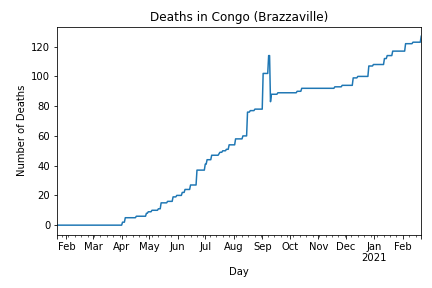 Deaths in Congo (Brazzaville)
Number of Deaths
120
100
80
60
40
20
0
Feb Mar Apr May Jun Jul Aug Sep Oct Nov Dec Jan Feb
2021
Day